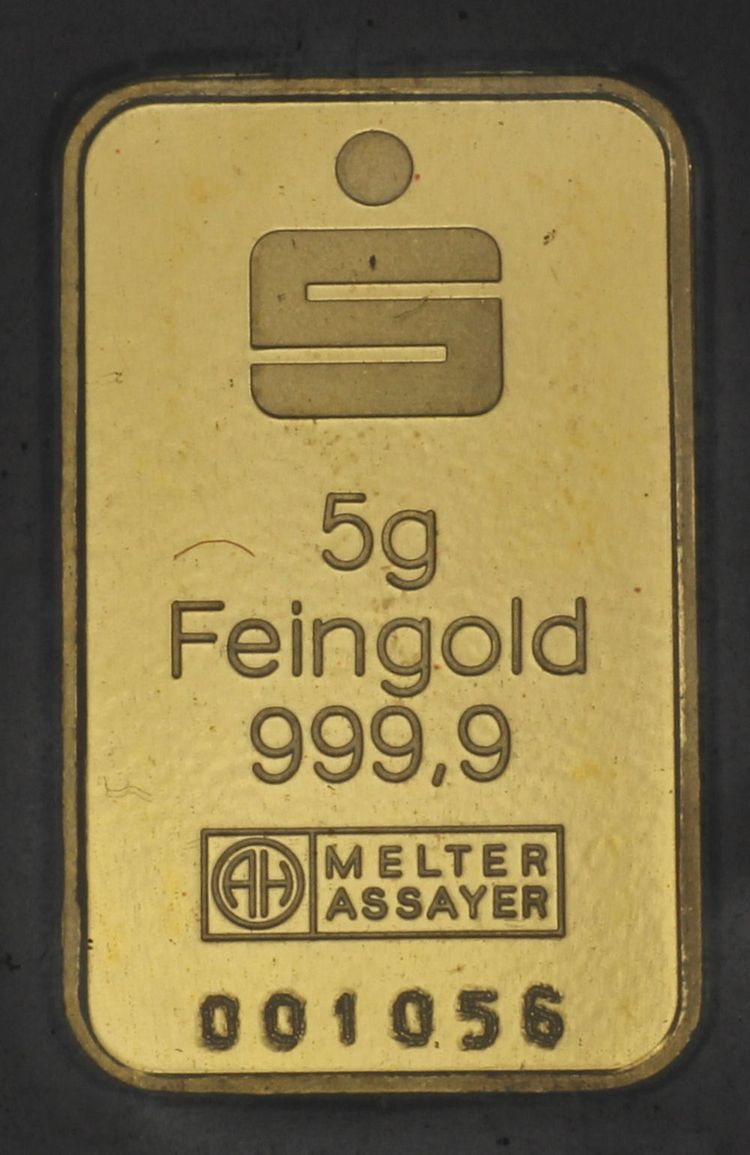 5g
Feingold
999,9
AH MELTER
ASSAYER
001056